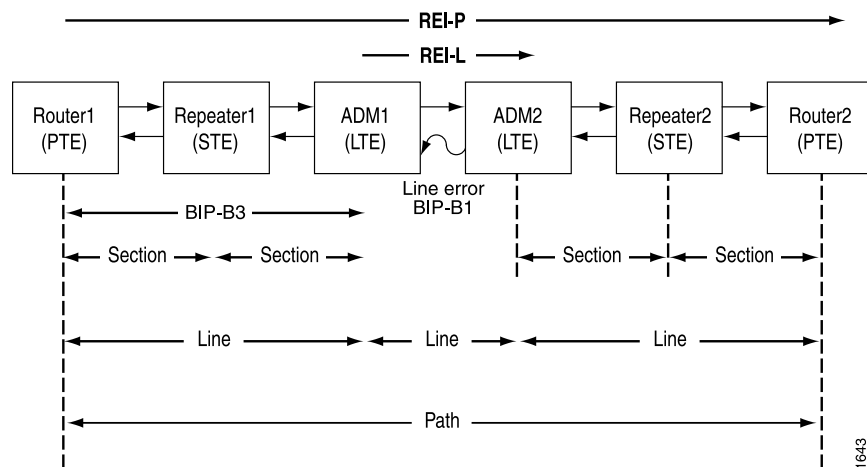 REI-P
REI-L
Router1
(PTE)
Repeater1
(STE)
ADM1
(LTE)
ADM2
(LTE)
Repeater2
(STE)
Router2
(PTE)
Line error
BIP-B1
BIP-B3
Section
Section
Section
Section
Line
Line
Line
Path
1643